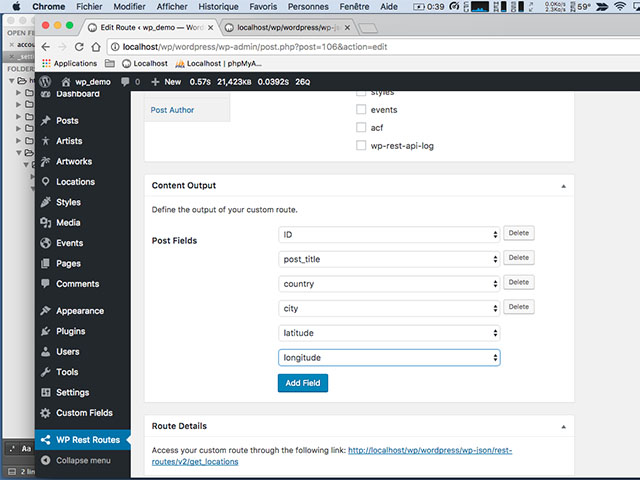 Chrome Fichier Modifier Afficher Historique Favoris Personnes Fenêtre Aide 0:39 59°
Edit Route ‹ wp_demo — Wor
localhost/wp/wordpress/wp-js
localhost/wp/wordpress/wp-admin/post.php?post=106&action=edit
Applications Localhost Localhost | phpMyA...
OPEN FI
accou
_setti
FOLDERS
wp_demo 0 New 0.57s 21,423KB 0.0392s 26Q
Dashboard
Posts
Artists
Artworks
Locations
Styles
Media
Events
Pages
Comments
Appearance
Plugins
Users
Tools
Settings
Custom Fields
WP Rest Routes
Collapse menu
Aa
2 lin
Post Author
styles
events
acf
wp-rest-api-log
Content Output
Define the output of your custom route.
Post Fields
ID Delete
post_title Delete
country Delete
city Delete
latitude
longitude
Add Field
Route Details
Access your custom route through the following link: http://localhost/wp/wordpress/wp-json/rest-
routes/v2/get_locations